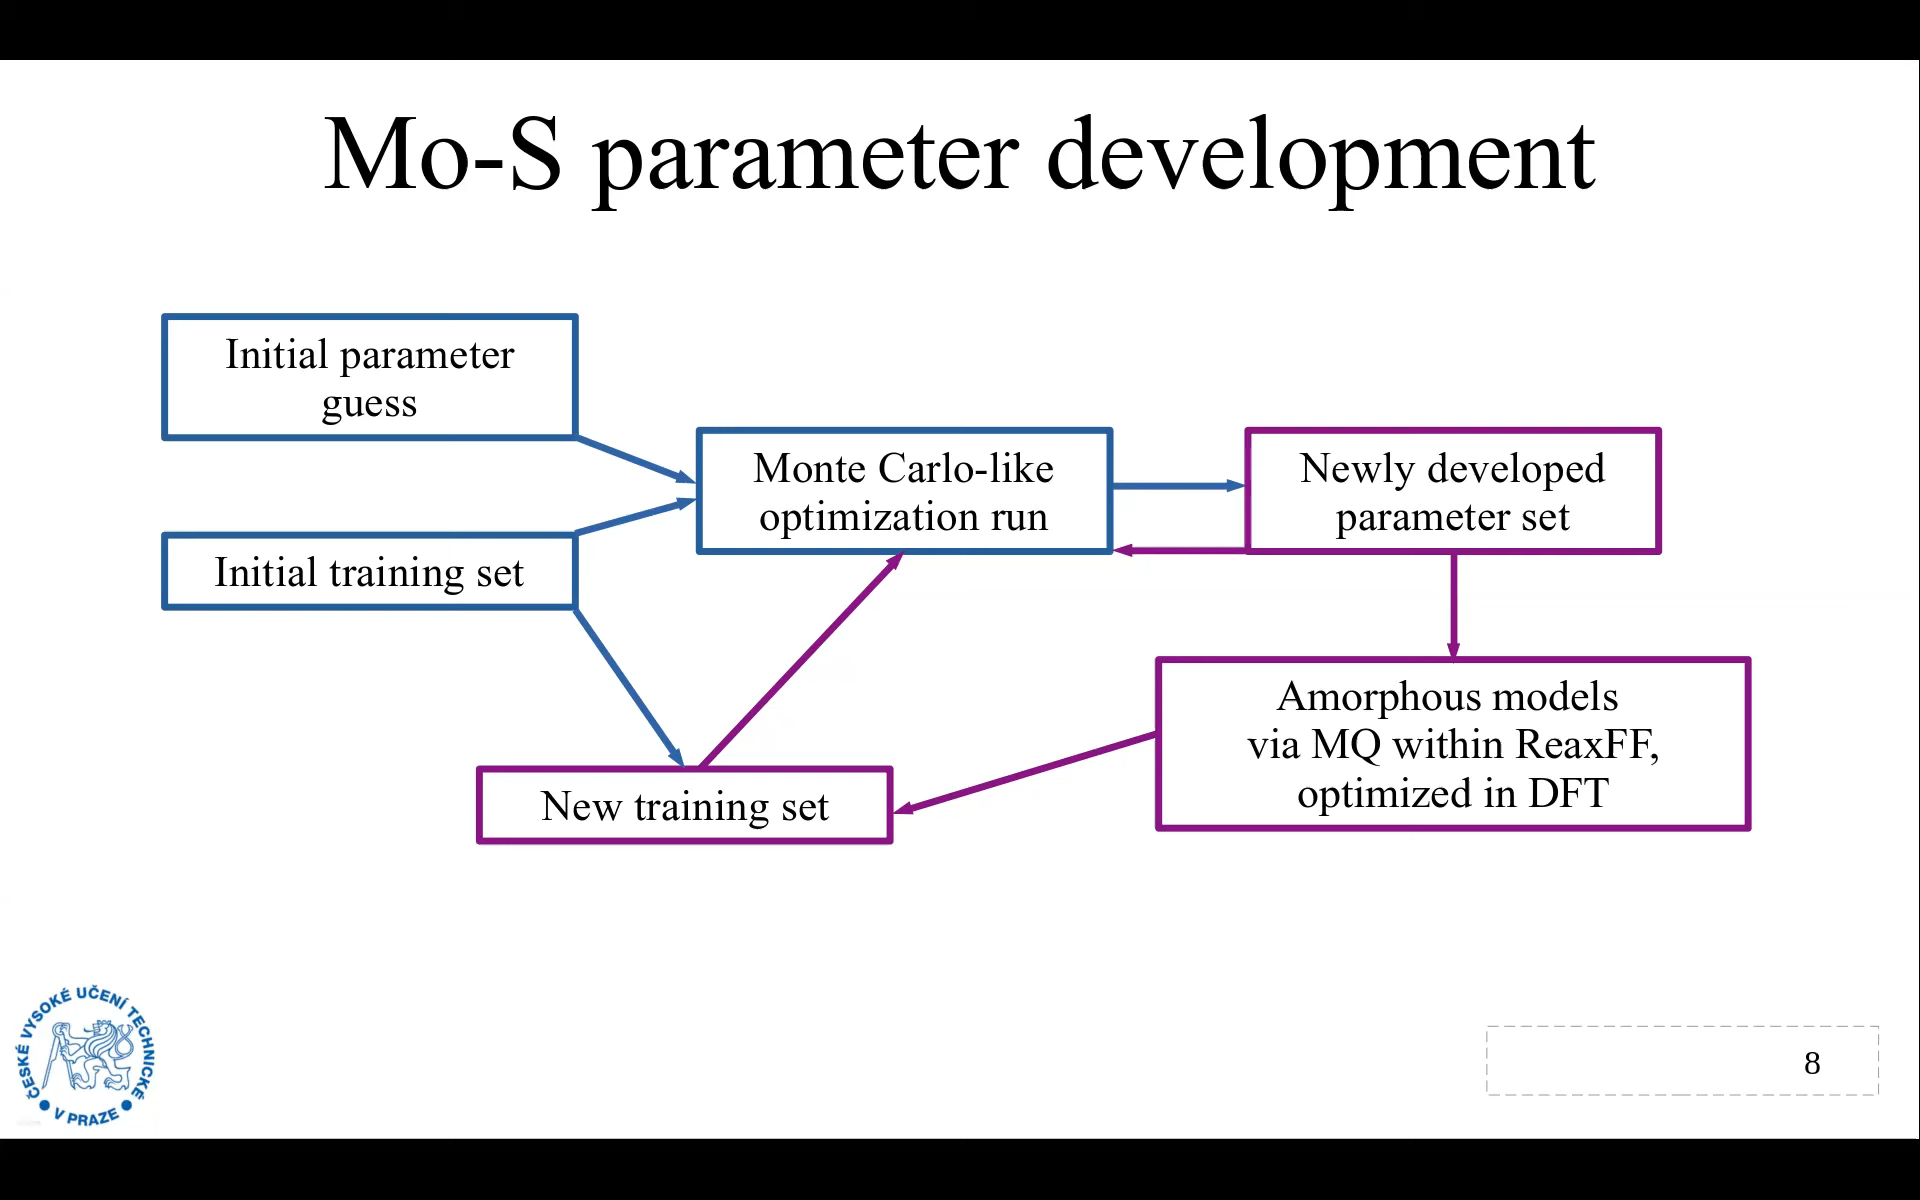 Mo-S parameter development
Initial parameter
guess
Monte Carlo-like
optimization run
Newly developed
parameter set
Initial training set
Amorphous models
via MQ within ReaxFF,
optimized in DFT
New training set
ČESKÉ VYSOKÉ UČENÍ TECHNICKÉ
V PRAZE
8